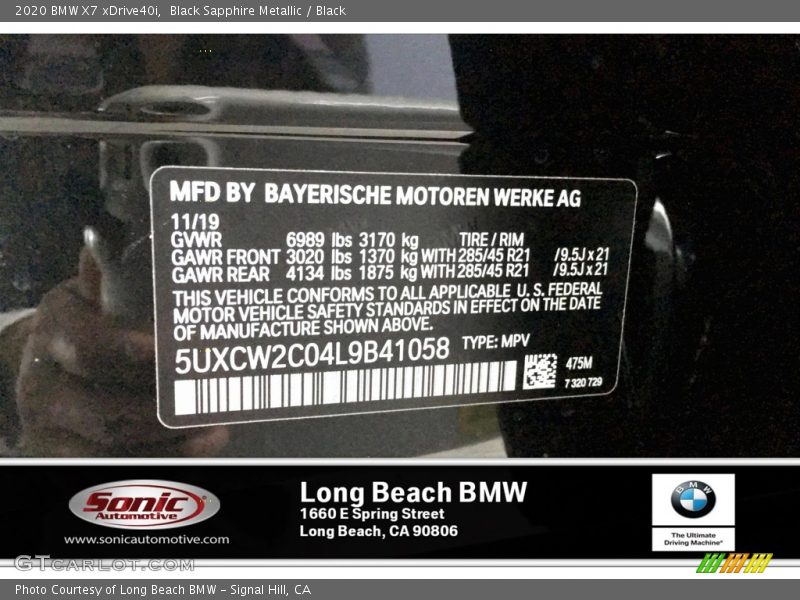 2020 BMW X7 xDrive40i,  Black Sapphire Metallic / Black
MFD BY BAYERISCHE MOTOREN WERKE AG
11/19
GVWR 6989 lbs 3170 kg TIRE / RIM
GAWR FRONT 3020 lbs 1370 kg WITH 285/45 R21 /9.5J x 21
GAWR REAR 4134 lbs 1875 kg WITH 285/45 R21 /9.5J x 21
THIS VEHICLE CONFORMS TO ALL APPLICABLE U. S. FEDERAL
MOTOR VEHICLE SAFETY STANDARDS IN EFFECT ON THE DATE
OF MANUFACTURE SHOWN ABOVE.
5UXCW2C04L9B41058 TYPE: MPV
475M
7 320 729
Sonic
Automotive
www.sonicautomotive.com
Long Beach BMW
1660 E Spring Street
Long Beach, CA 90806
BMW
The Ultimate
Driving Machine®
GTcarlot.com
Photo Courtesy of Long Beach BMW - Signal Hill, CA